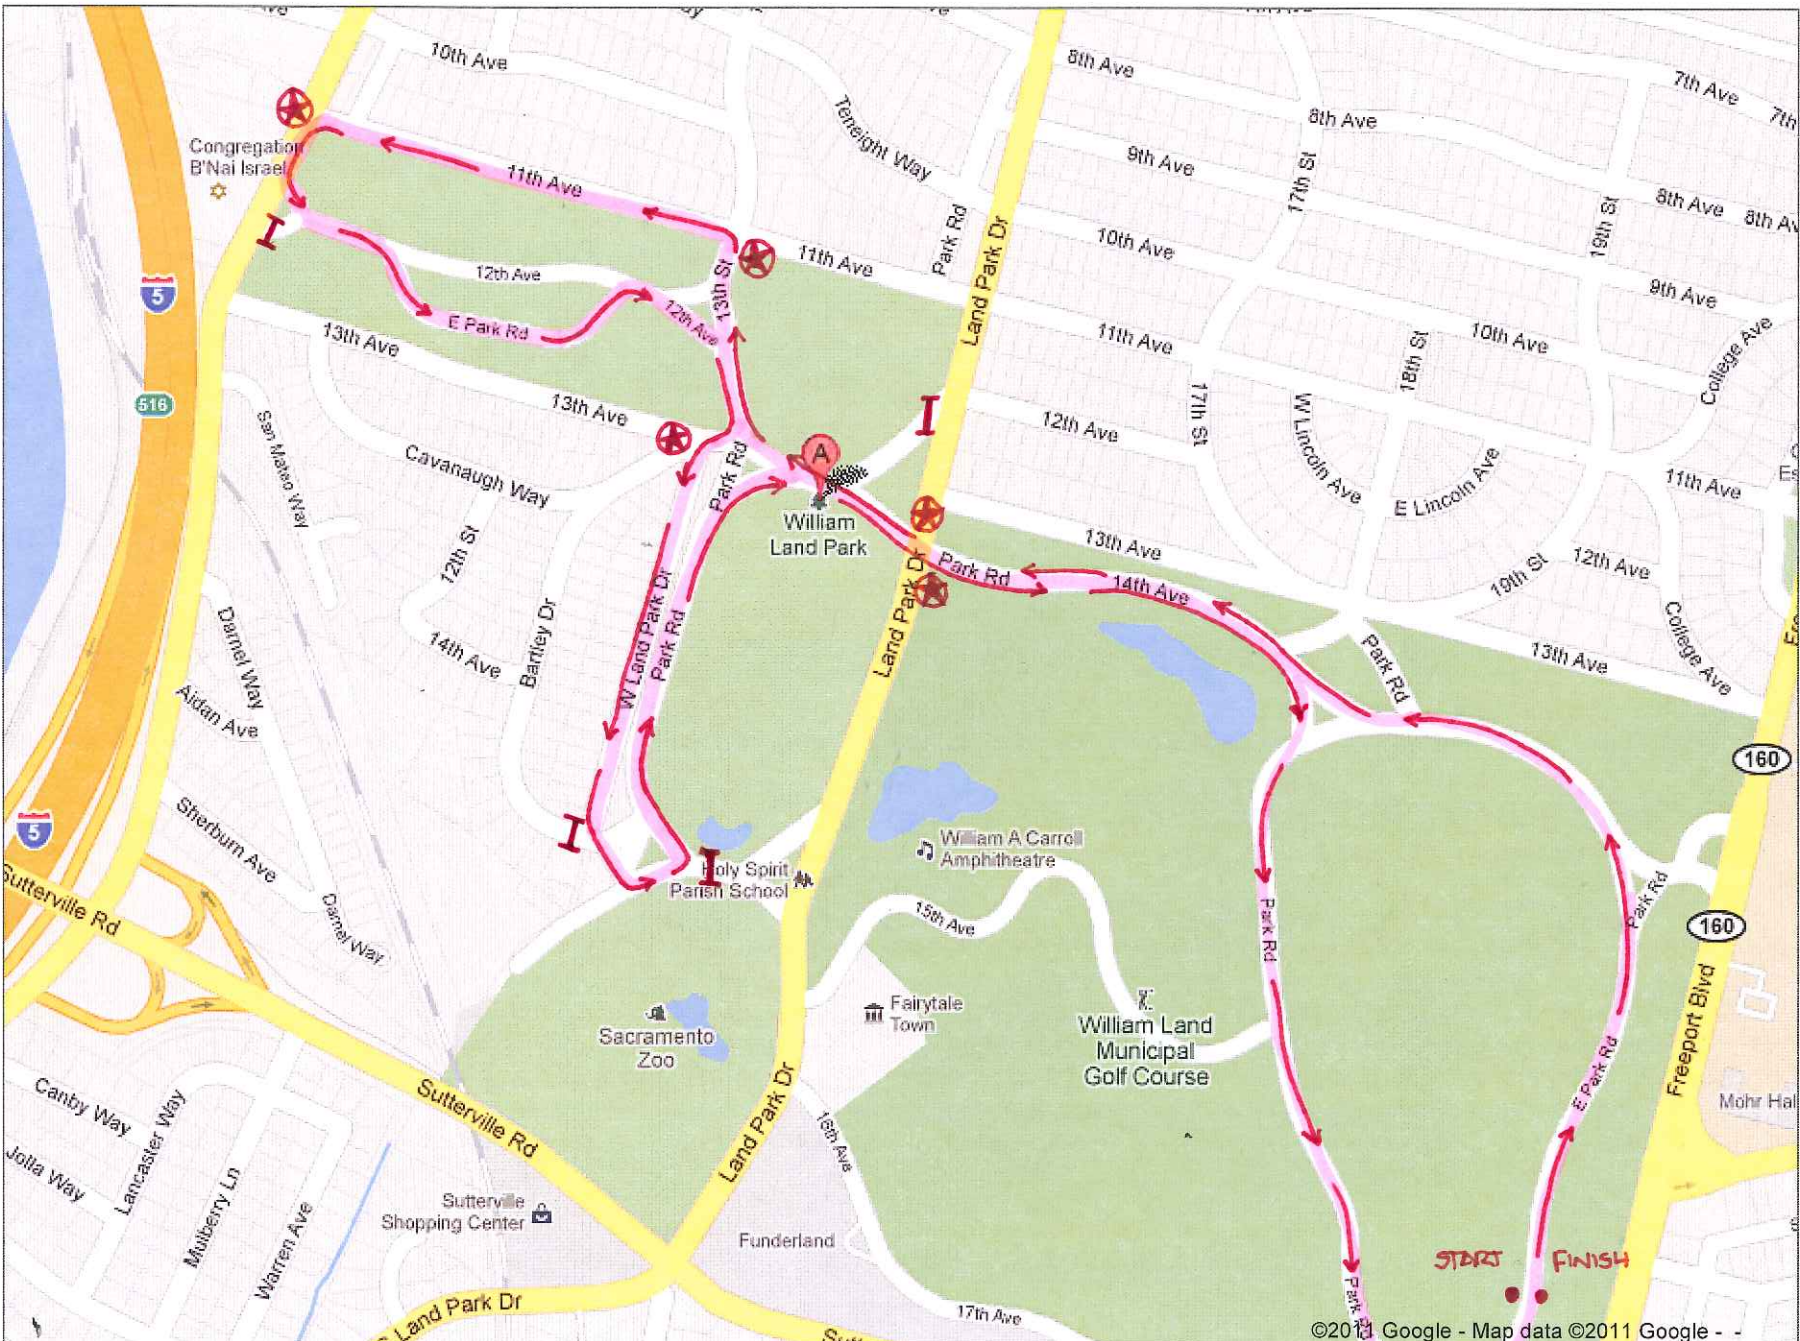 10th Ave
8th Ave
7th Ave
7th
8th Ave
Teneight Way
Congregation
B'Nai Israel
11th Ave
9th Ave
17th St
19th St
8th Ave
8th Av
Park Rd
Land Park Dr
10th Ave
11th Ave
12th Ave
13th St
5
9th Ave
E Park Rd
12th Ave
13th Ave
11th Ave
18th St
10th Ave
College Ave
516
13th Ave
San Mateo Way
Cavanaugh Way
Park Rd
A
12th Ave
17th St
W Lincoln Ave
E Lincoln Ave
11th Ave
Es
William
Land Park
12th St
13th Ave
19th St
12th Ave
College Ave
Park Rd
14th Ave
Land Park Dr
W Land Park Dr
Park Rd
Bartley Dr
14th Ave
Darnel Way
Aidan Ave
Park Rd
13th Ave
160
Sherburn Ave
5
William A Carroll
Amphitheatre
Holy Spirit
Parish School
Sutterville Rd
Darnel Way
15th Ave
Park Rd
Park Rd
160
Fairytale
Town
Sacramento
Zoo
William Land
Municipal
Golf Course
Freeport Blvd
E Park Rd
Mohr Hal
Canby Way
Lancaster Way
Jolla Way
Sutterville Rd
Land Park Dr
16th Ave
Mulberry Ln
Warren Ave
Sutterville
Shopping Center
Funderland
START
FINISH
Park
Land Park Dr
17th Ave
Sutt
©2011 Google - Map data ©2011 Google -